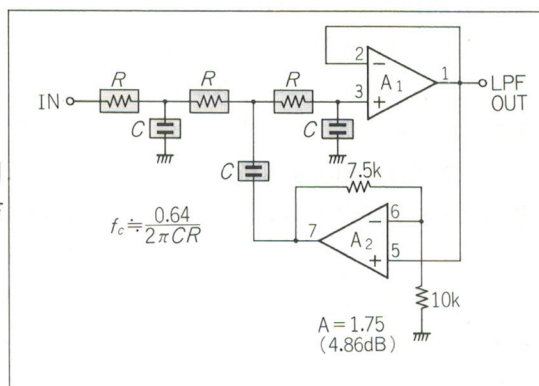 R
R
R
IN
C
C
C
2
3
A₁
1
LPF
OUT
7.5k
7
A₂
6
5
10k
f_c≒0.64/2πCR
A=1.75
(4.86dB)